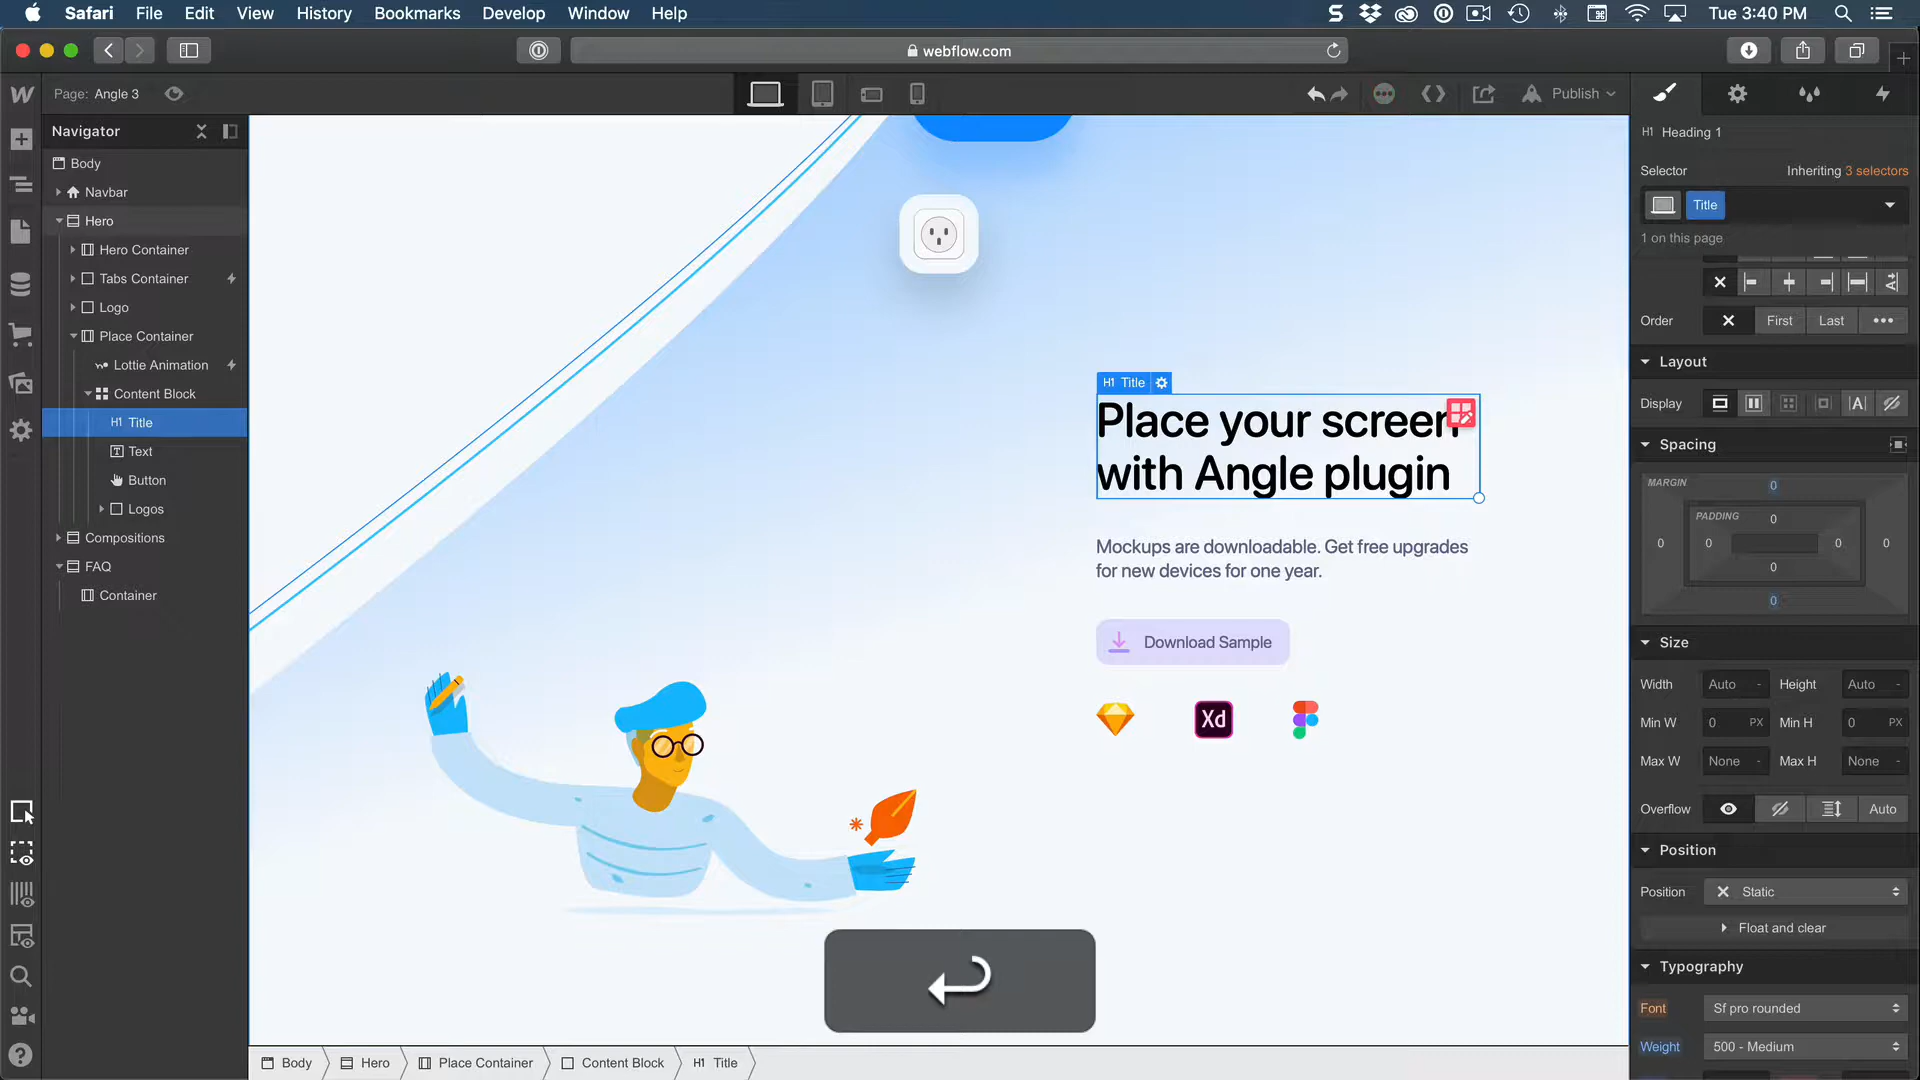 Safari File Edit View History Bookmarks Develop Window Help
Tue 3:40 PM
webflow.com
Page: Angle 3
Publish
Navigator
Body
Navbar
Hero
Hero Container
Tabs Container
Logo
Place Container
Lottie Animation
Content Block
H1 Title
Text
Button
Logos
Compositions
FAQ
Container
H1 Title
Place your screen
with Angle plugin
Mockups are downloadable. Get free upgrades
for new devices for one year.
Download Sample
Xd
Body
Hero
Place Container
Content Block
H1 Title
H1 Heading 1
Selector
Inheriting 3 selectors
Title
1 on this page
Order
First
Last
Layout
Display
Spacing
MARGIN
0
PADDING
0
0 0 0 0
0
0
Size
Width Auto - Height Auto -
Min W 0 PX Min H 0 PX
Max W None - Max H None -
Overflow
Auto
Position
Position
Static
Float and clear
Typography
Font Sf pro rounded
Weight 500 - Medium